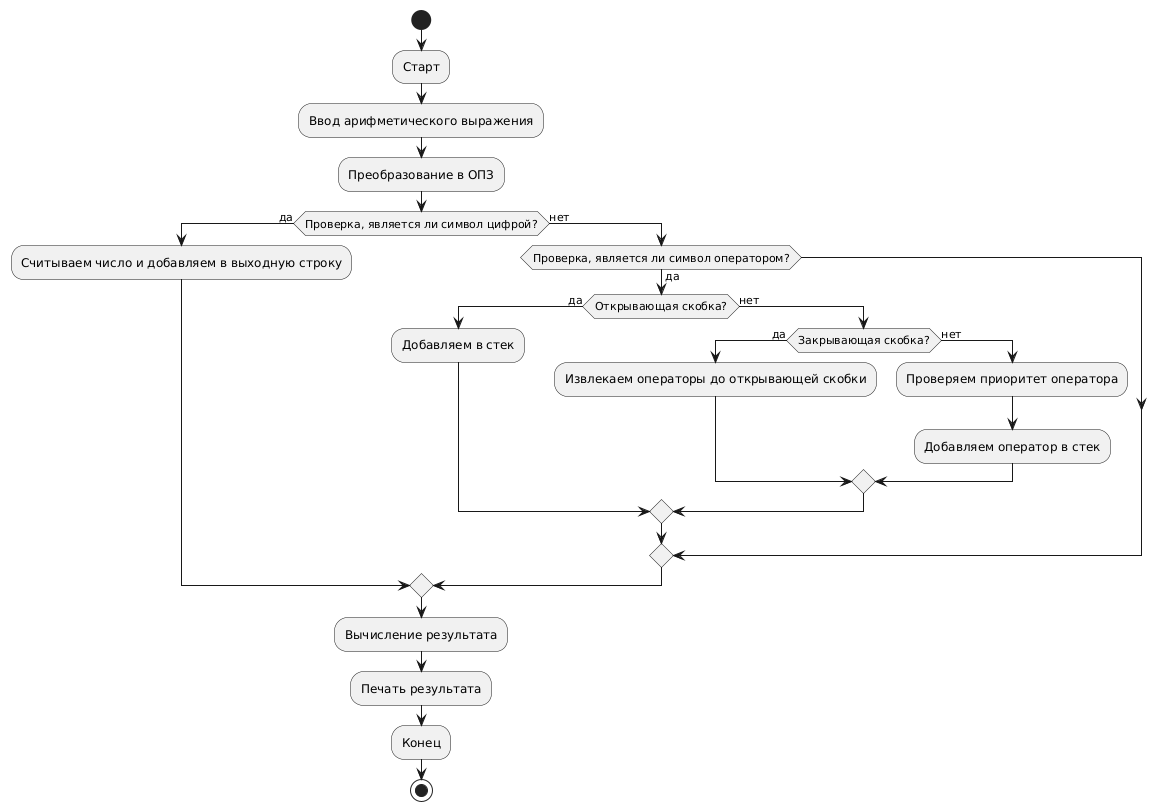 Старт
Ввод арифметического выражения
Преобразование в ОПЗ
да
Проверка, является ли символ цифрой?
нет
Считываем число и добавляем в выходную строку
Проверка, является ли символ оператором?
да
да
Открывающая скобка?
нет
Добавляем в стек
да
Закрывающая скобка?
нет
Извлекаем операторы до открывающей скобки
Проверяем приоритет оператора
Добавляем оператор в стек
Вычисление результата
Печать результата
Конец